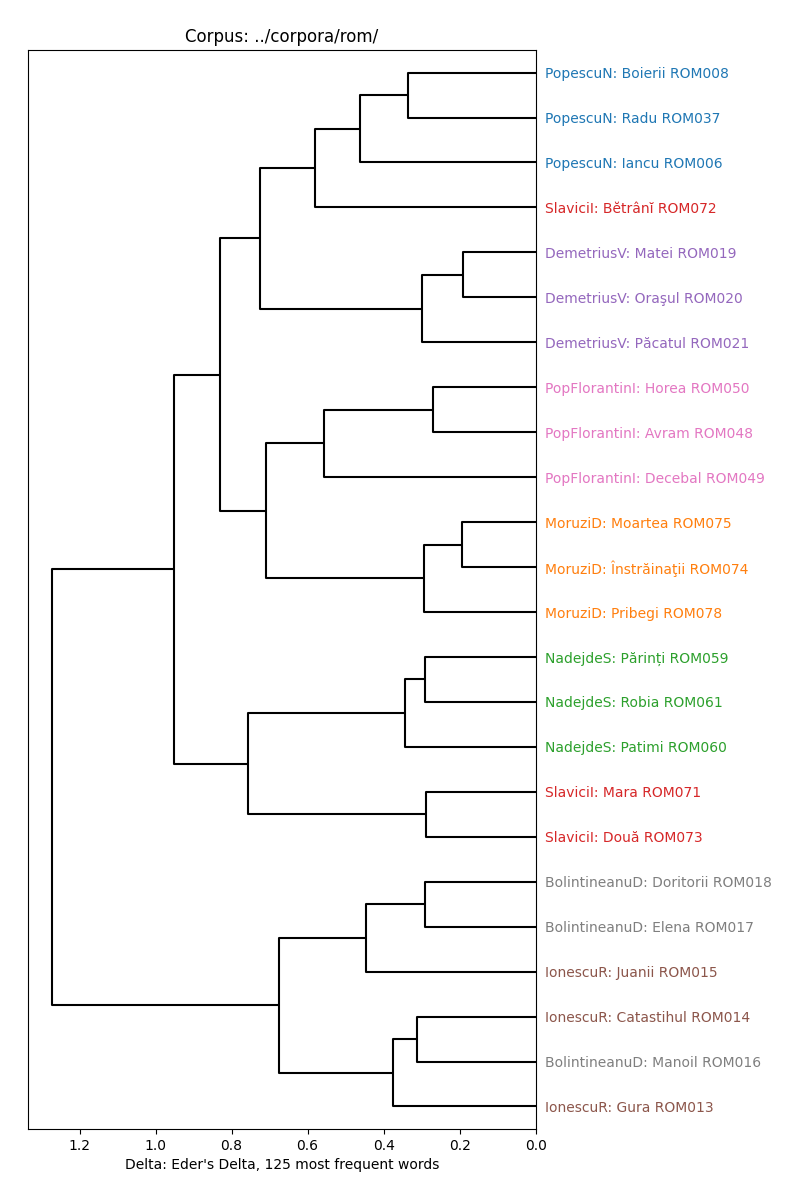 Corpus: ../corpora/rom/
PopescuN: Boierii ROM008
PopescuN: Radu ROM037
PopescuN: Iancu ROM006
SlaviciI: Bětrânĭ ROM072
DemetriusV: Matei ROM019
DemetriusV: Oraşul ROM020
DemetriusV: Păcatul ROM021
PopFlorantinI: Horea ROM050
PopFlorantinI: Avram ROM048
PopFlorantinI: Decebal ROM049
MoruziD: Moartea ROM075
MoruziD: Înstrăinaţii ROM074
MoruziD: Pribegi ROM078
NadejdeS: Părinți ROM059
NadejdeS: Robia ROM061
NadejdeS: Patimi ROM060
SlaviciI: Mara ROM071
SlaviciI: Două ROM073
BolintineanuD: Doritorii ROM018
BolintineanuD: Elena ROM017
IonescuR: Juanii ROM015
IonescuR: Catastihul ROM014
BolintineanuD: Manoil ROM016
IonescuR: Gura ROM013
1.2 1.0 0.8 0.6 0.4 0.2 0.0
Delta: Eder's Delta, 125 most frequent words